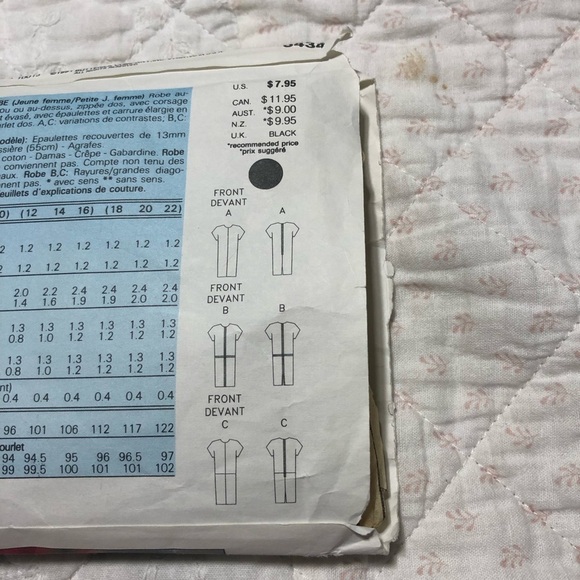 8434
U.S. $7.95
CAN. $11.95
AUST. *$9.00
N.Z. *$9.95
U.K. BLACK
*recommended price
*prix suggéré
BE (Jeune femme/Petite J. femme) Robe au-
ou ou au-dessus, zippée dos, avec corsage
t évasé, avec épaulettes et carrure élargie en
urlet dos. A,C: variations de contrastes; B,C:
odèle): Epaulettes recouvertes de 13mm
ssière (55cm) - Agrafes.
coton - Damas - Crêpe - Gabardine. Robe
conviennent pas. Compte non tenu des
aux. Robe B,C: Rayures/grandes diago-
nent pas. * avec sens ** sans sens.
euillets d'explications de couture.
0) (12 14 16) (18 20 22)
2 1.2 1.2 1.2 1.2 1.2 1.2
2 1.2 1.2 1.2 1.2 1.2 1.2
2.0 2.2 2.4 2.4 2.4 2.4
1.4 1.6 1.9 1.9 2.0 2.0
1.3 1.3 1.3 1.3 1.3 1.3
0.8 1.0 1.2 1.2 1.2 1.2
1.3 1.3 1.3 1.3 1.3 1.3
0.8 1.0 1.2 1.2 1.2 1.2
nt)
0.4 0.4 0.4 0.4 0.4 0.4
96 101 106 112 117 122
ourlet
94 94.5 95 96 96.5 97
99 99.5 100 101 101 102
FRONT
DEVANT
A A
FRONT
DEVANT
B B
FRONT
DEVANT
C C